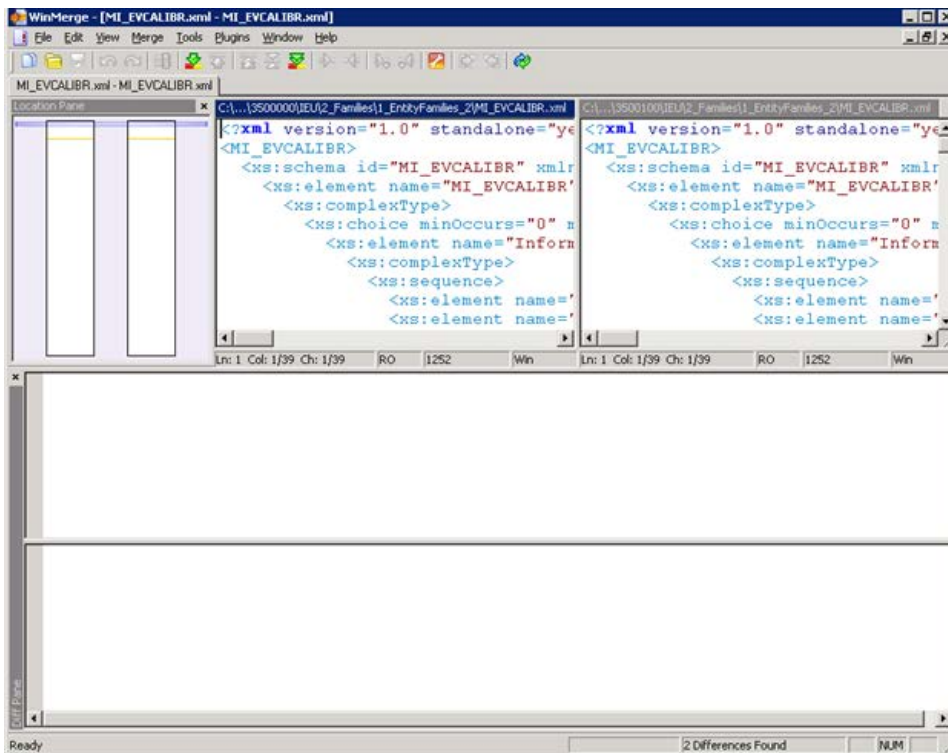 WinMerge - [MI_EVCALIBR.xml - MI_EVCALIBR.xml]
File Edit View Merge Tools Plugins Window Help
MI_EVCALIBR.xml - MI_EVCALIBR.xml
Location Pane
C:\...\3500000\IEU\2_Families\1_EntityFamilies_2\MI_EVCALIBR.xml
C:\...\3500100\IEU\2_Families\1_EntityFamilies_2\MI_EVCALIBR.xml
<?xml version="1.0" standalone="ye
<MI_EVCALIBR>
<xs:schema id="MI_EVCALIBR" xmln
<xs:element name="MI_EVCALIBR"
<xs:complexType>
<xs:choice minOccurs="0" m
<xs:element name="Inform
<xs:complexType>
<xs:sequence>
<xs:element name="
<xs:element name="
<?xml version="1.0" standalone="ye
<MI_EVCALIBR>
<xs:schema id="MI_EVCALIBR" xmln
<xs:element name="MI_EVCALIBR"
<xs:complexType>
<xs:choice minOccurs="0" m
<xs:element name="Inform
<xs:complexType>
<xs:sequence>
<xs:element name="
<xs:element name="
Ln: 1 Col: 1/39 Ch: 1/39 RO 1252 Win
Ln: 1 Col: 1/39 Ch: 1/39 RO 1252 Win
Diff Pane
Ready 2 Differences Found NUM